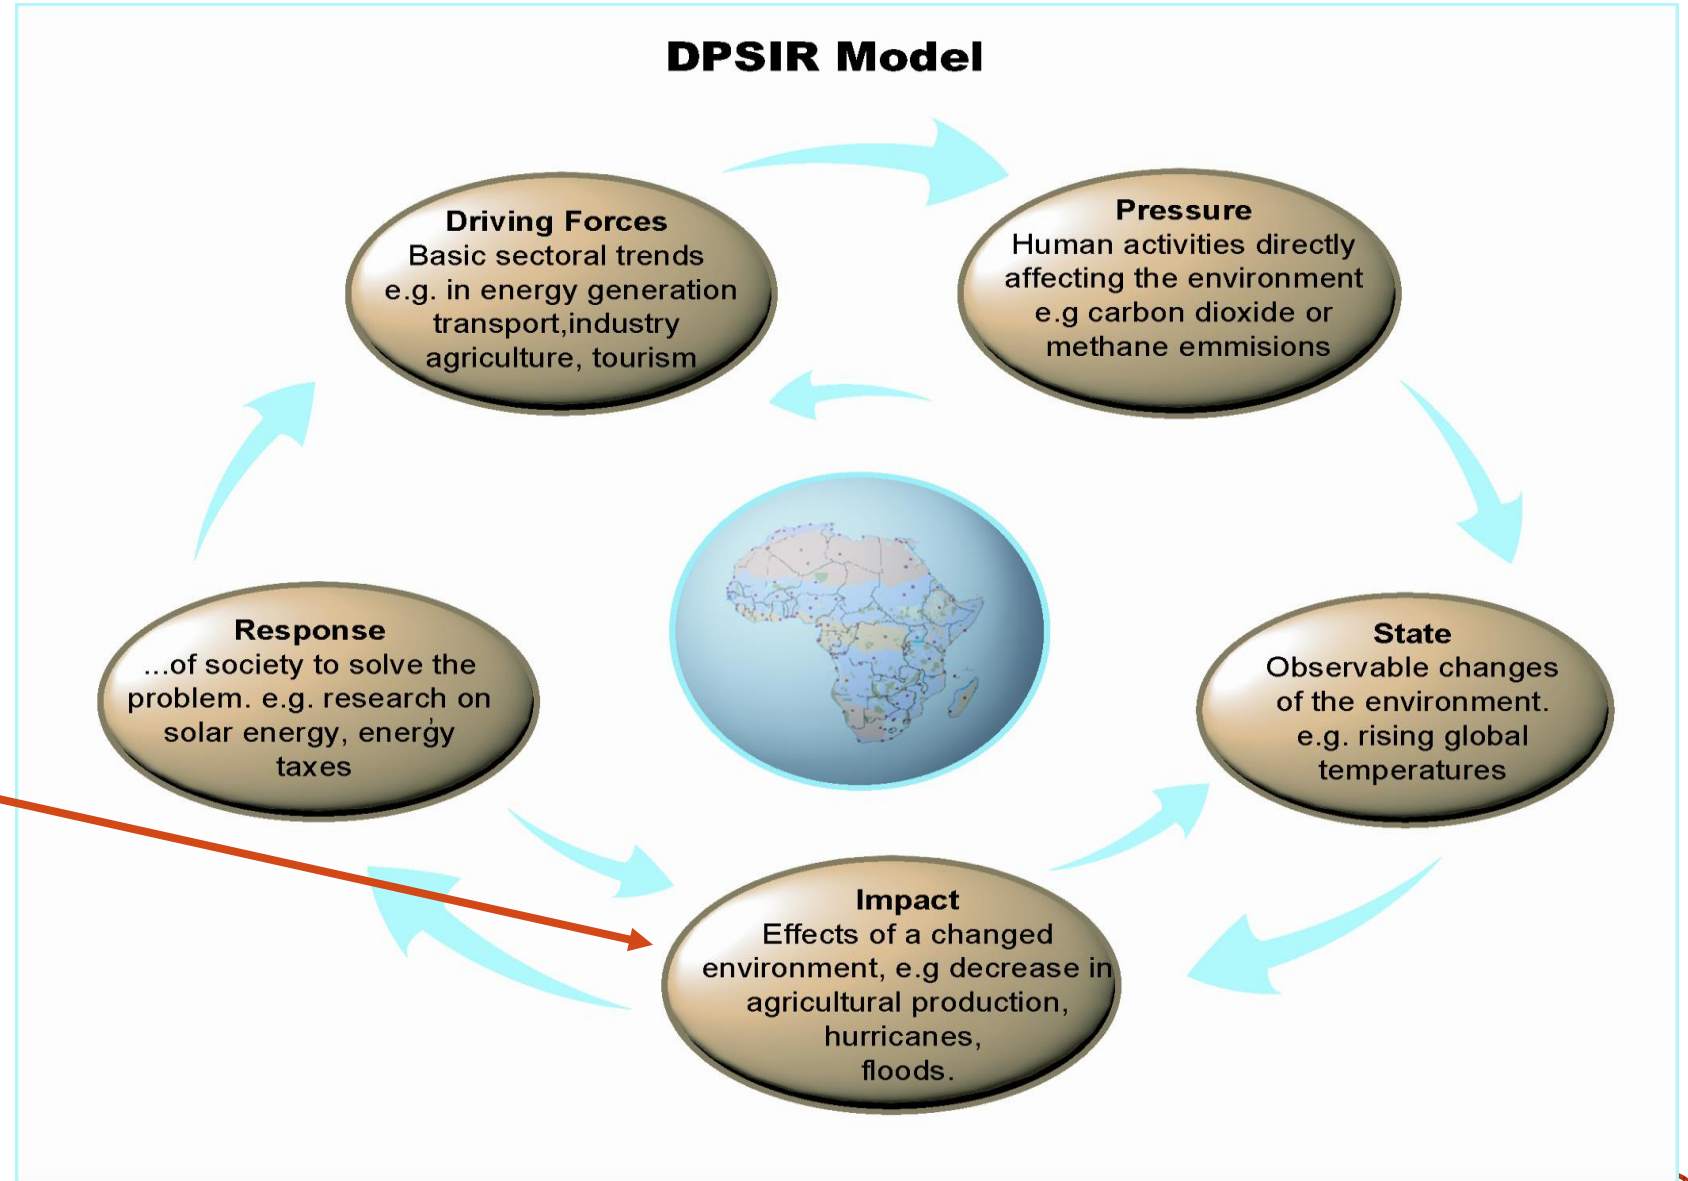 DPSIR Model
Driving Forces
Basic sectoral trends
e.g. in energy generation
transport,industry
agriculture, tourism
Pressure
Human activities directly
affecting the environment
e.g carbon dioxide or
methane emmisions
Response
...of society to solve the
problem. e.g. research on
solar energy, energy
taxes
State
Observable changes
of the environment.
e.g. rising global
temperatures
Impact
Effects of a changed
environment, e.g decrease in
agricultural production,
hurricanes,
floods.